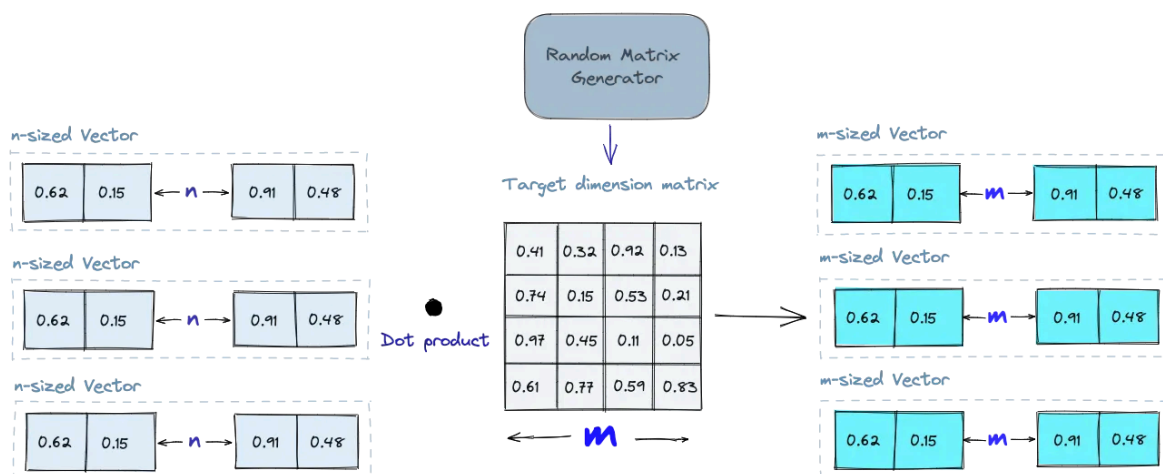 Random Matrix
Generator
n-sized Vector
0.62 0.15 n 0.91 0.48
n-sized Vector
0.62 0.15 n 0.91 0.48
n-sized Vector
0.62 0.15 n 0.91 0.48
Dot product
Target dimension matrix
0.41 0.32 0.92 0.13
0.74 0.15 0.53 0.21
0.97 0.45 0.11 0.05
0.61 0.77 0.59 0.83
m
m-sized Vector
0.62 0.15 m 0.91 0.48
m-sized Vector
0.62 0.15 m 0.91 0.48
m-sized Vector
0.62 0.15 m 0.91 0.48